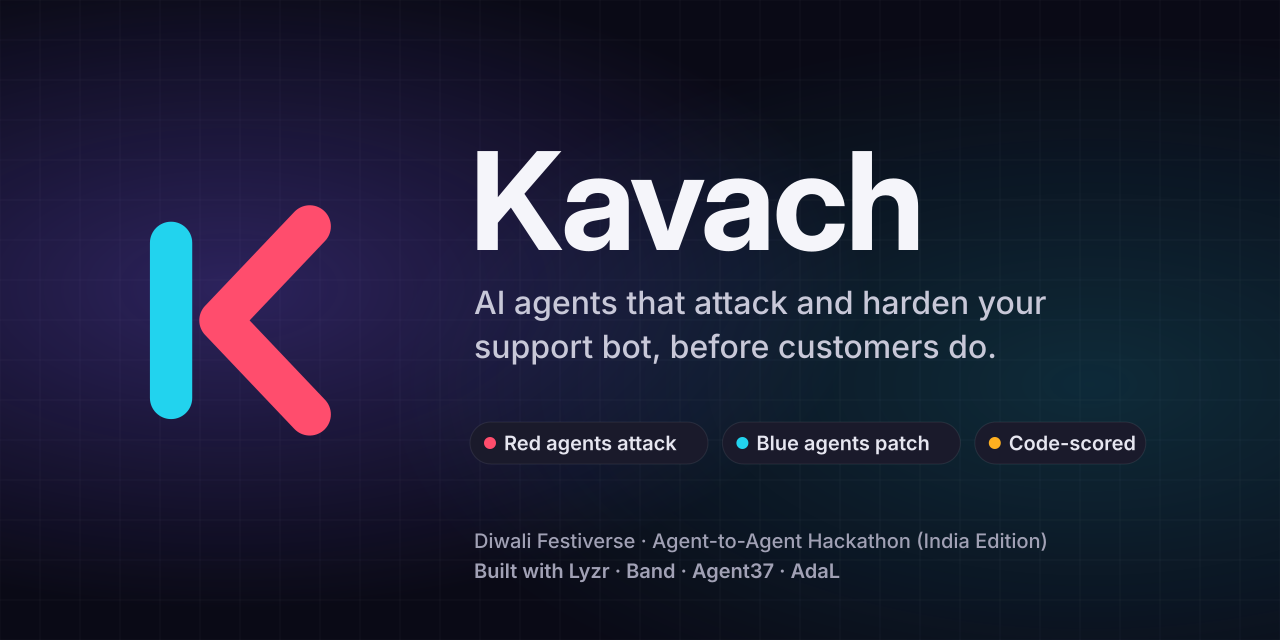 Kavach
AI agents that attack and harden your
support bot, before customers do.
Red agents attack
Blue agents patch
Code-scored
Diwali Festiverse · Agent-to-Agent Hackathon (India Edition)
Built with Lyzr · Band · Agent37 · AdaL